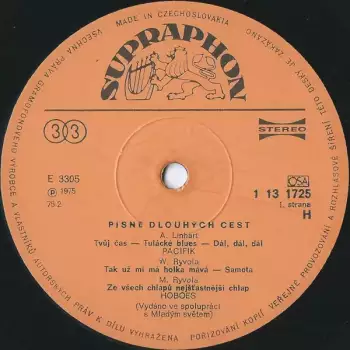 MADE IN CZECHOSLOVAKIA
VŠECHNA PRÁVA GRAMOFONOVÉHO VÝROBCE A VLASTNÍKŮ AUTORSKÝCH PRÁV K DÍLU VYHRAZENA
POŘIZOVÁNÍ KOPIÍ, VEŘEJNÉ PROVOZOVÁNÍ A ROZHLASOVÉ ŠÍŘENÍ TÉTO DESKY JE ZAKÁZÁNO
SUPRAPHON
33
STEREO
E 3305
℗ 1975
79-2
OSA
1 13 1725
I. strana
H
PÍSNĚ DLOUHÝCH CEST
A. Linhart
Tvůj čas — Tulácké blues — Dál, dál, dál
PACIFIK
W. Ryvola
Tak už mi má holka mává — Samota
M. Ryvola
Ze všech chlapů nejšťastnější chlap
HOBOES
(Vydáno ve spolupráci
s Mladým světem)